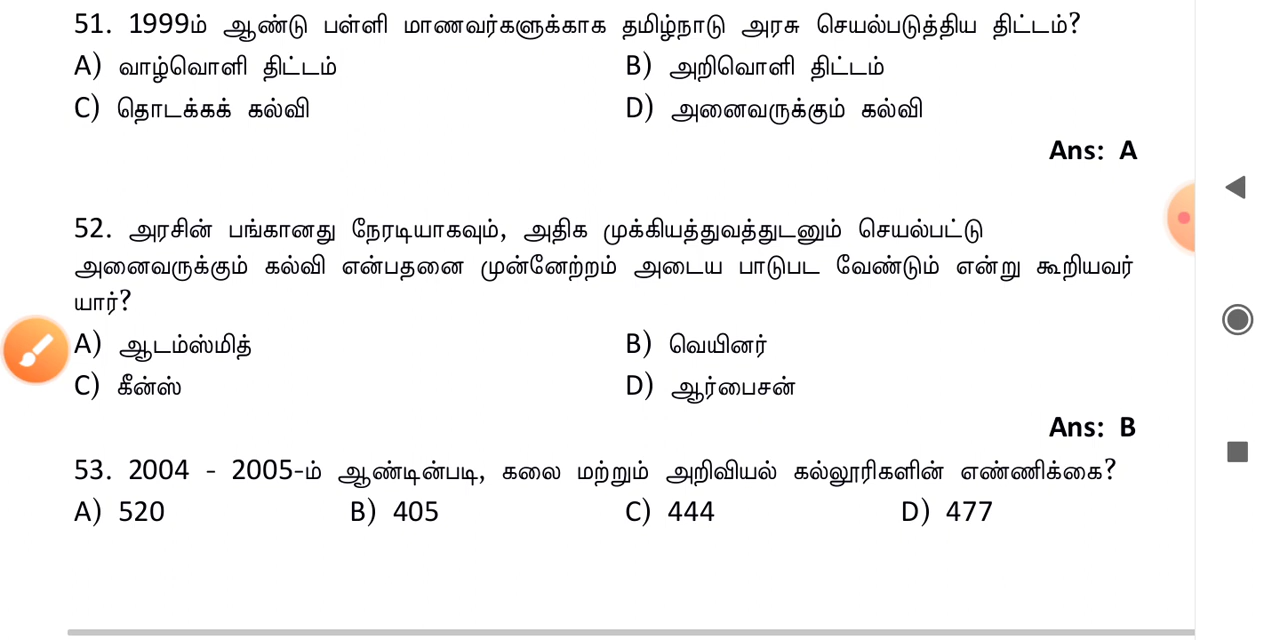 51. 1999ம் ஆண்டு பள்ளி மாணவர்களுக்காக தமிழ்நாடு அரசு செயல்படுத்திய திட்டம்?
A) வாழ்வொளி திட்டம் B) அறிவொளி திட்டம்
C) தொடக்கக் கல்வி D) அனைவருக்கும் கல்வி
Ans: A
52. அரசின் பங்கானது நேரடியாகவும், அதிக முக்கியத்துவத்துடனும் செயல்பட்டு
அனைவருக்கும் கல்வி என்பதனை முன்னேற்றம் அடைய பாடுபட வேண்டும் என்று கூறியவர்
யார்?
A) ஆடம்ஸ்மித் B) வெயினர்
C) கீன்ஸ் D) ஆர்பைசன்
Ans: B
53. 2004 - 2005-ம் ஆண்டின்படி, கலை மற்றும் அறிவியல் கல்லூரிகளின் எண்ணிக்கை?
A) 520 B) 405 C) 444 D) 477